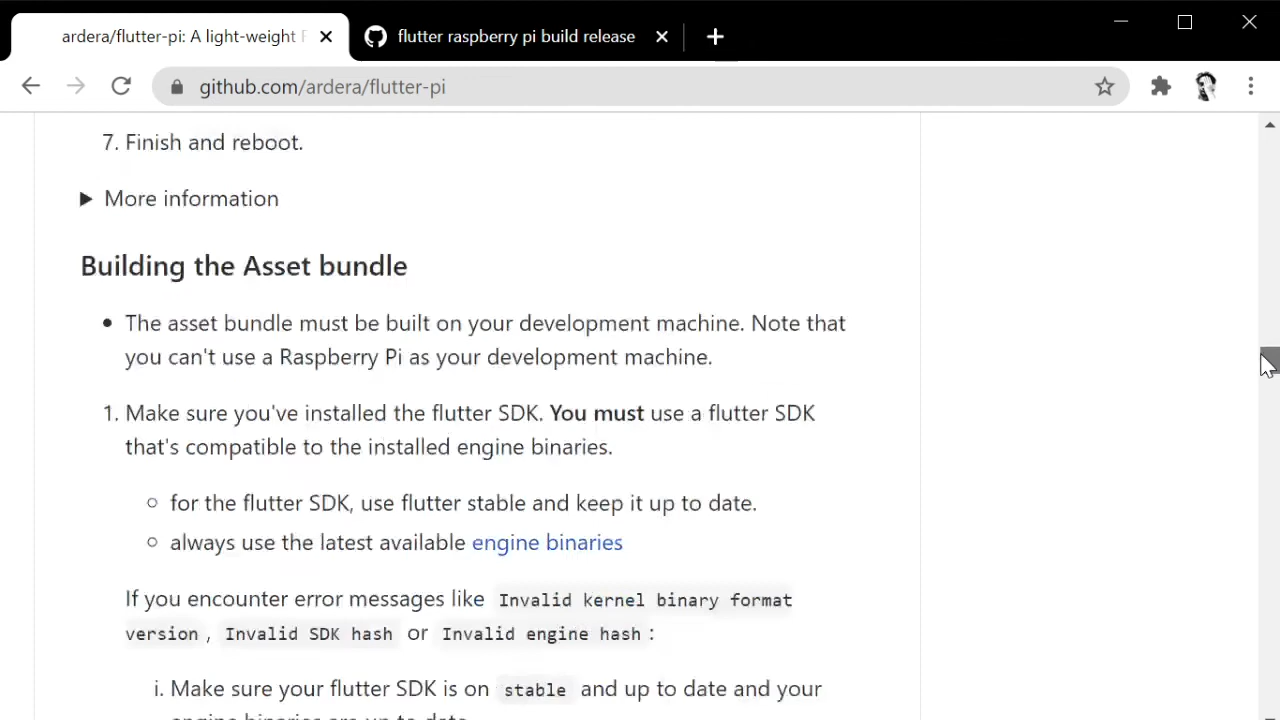 ardera/flutter-pi: A light-weight F
flutter raspberry pi build release
github.com/ardera/flutter-pi
7. Finish and reboot.
More information
Building the Asset bundle
The asset bundle must be built on your development machine. Note that
you can't use a Raspberry Pi as your development machine.
1. Make sure you've installed the flutter SDK. You must use a flutter SDK
that's compatible to the installed engine binaries.
for the flutter SDK, use flutter stable and keep it up to date.
always use the latest available engine binaries
If you encounter error messages like Invalid kernel binary format
version, Invalid SDK hash or Invalid engine hash:
i. Make sure your flutter SDK is on stable and up to date and your
engine binaries are up to date.